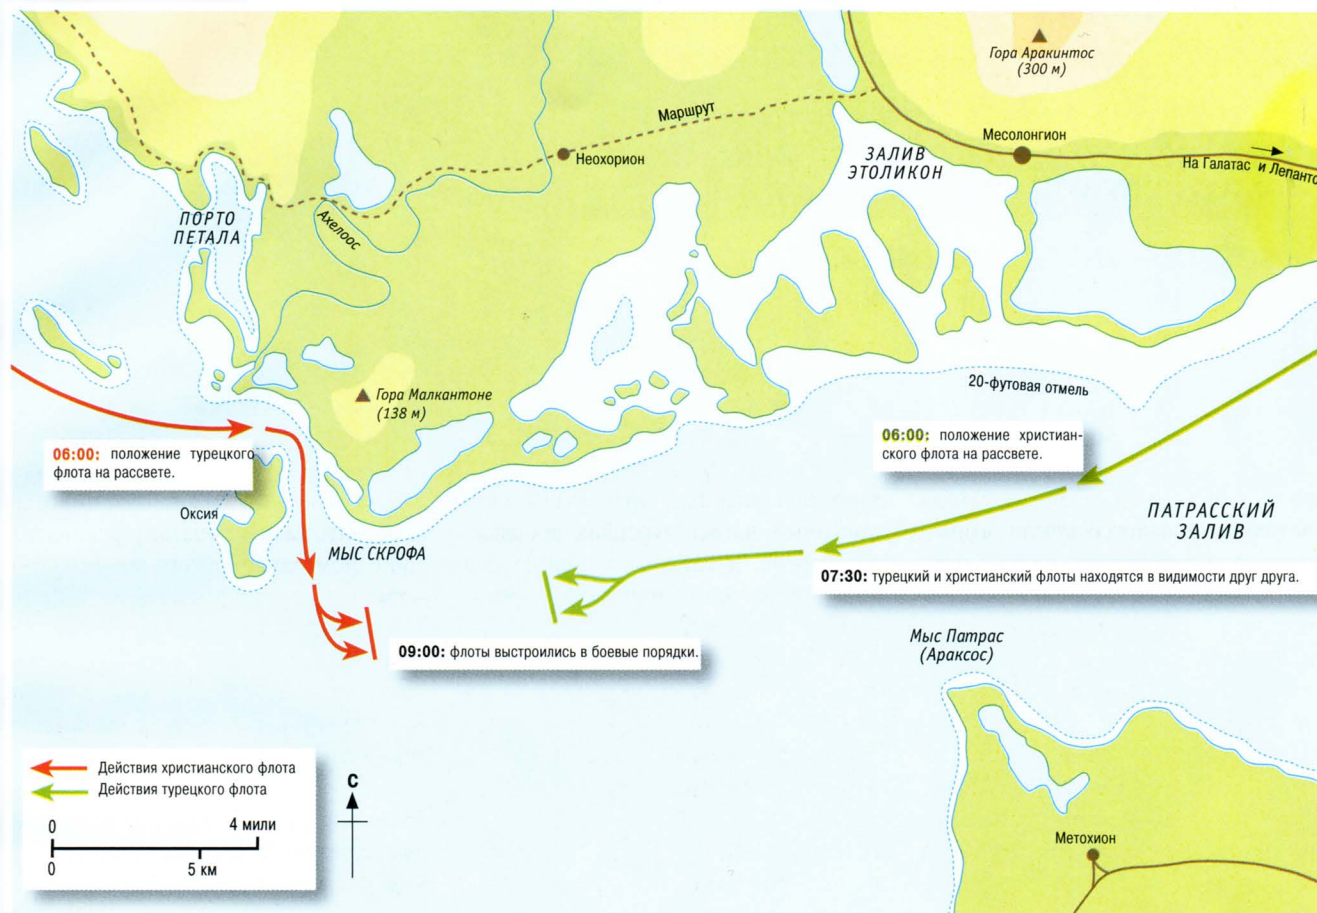 Гора Аракинтос
(300 м)
Маршрут
Месолонгион
ЗАЛИВ
ЭТОЛИКОН
Неохорион
На Галатас и Лепанто
ПОРТО
ПЕТАЛА
Ахелоос
20-футовая отмель
Гора Малкантоне
(138 м)
06:00: положение турецкого
флота на рассвете.
06:00: положение христиан-
ского флота на рассвете.
Оксия
ПАТРАССКИЙ
ЗАЛИВ
МЫС СКРОФА
07:30: турецкий и христианский флоты находятся в видимости друг друга.
09:00: флоты выстроились в боевые порядки.
Мыс Патрас
(Араксос)
Действия христианского флота
Действия турецкого флота
С
0
4 мили
0
5 км
Метохион